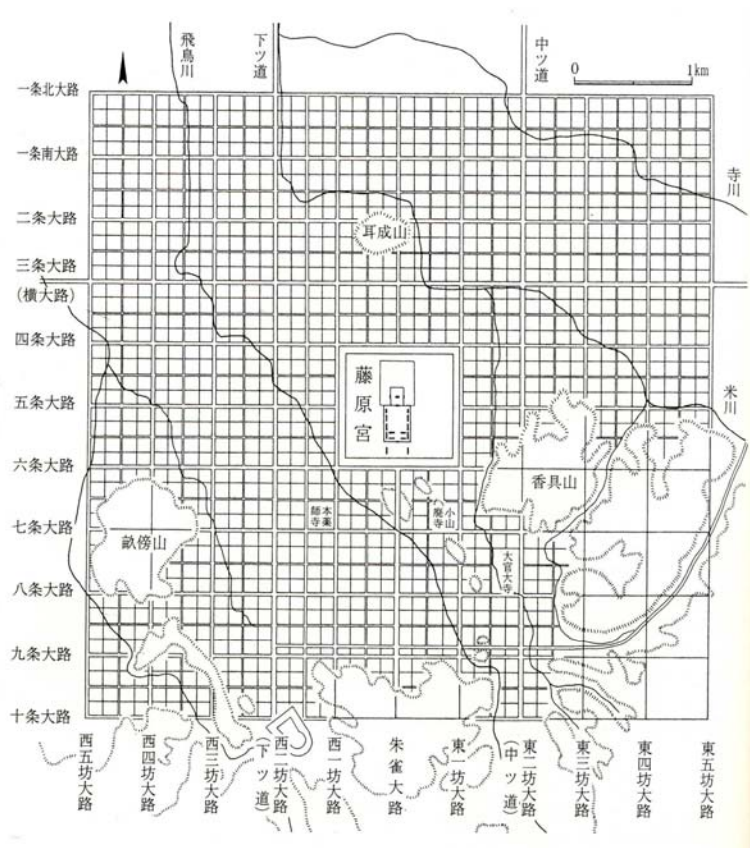 飛鳥川
下ツ道
中ツ道
0 1km
一条北大路
一条南大路
寺川
二条大路
耳成山
三条大路
(横大路)
四条大路
藤原宮
米川
五条大路
六条大路
香具山
本薬師寺
小山廃寺
七条大路
畝傍山
大官大寺
八条大路
九条大路
十条大路
西五坊大路
西四坊大路
西三坊大路
(下ツ道)
西二坊大路
西一坊大路
朱雀大路
東一坊大路
(中ツ道)
東二坊大路
東三坊大路
東四坊大路
東五坊大路